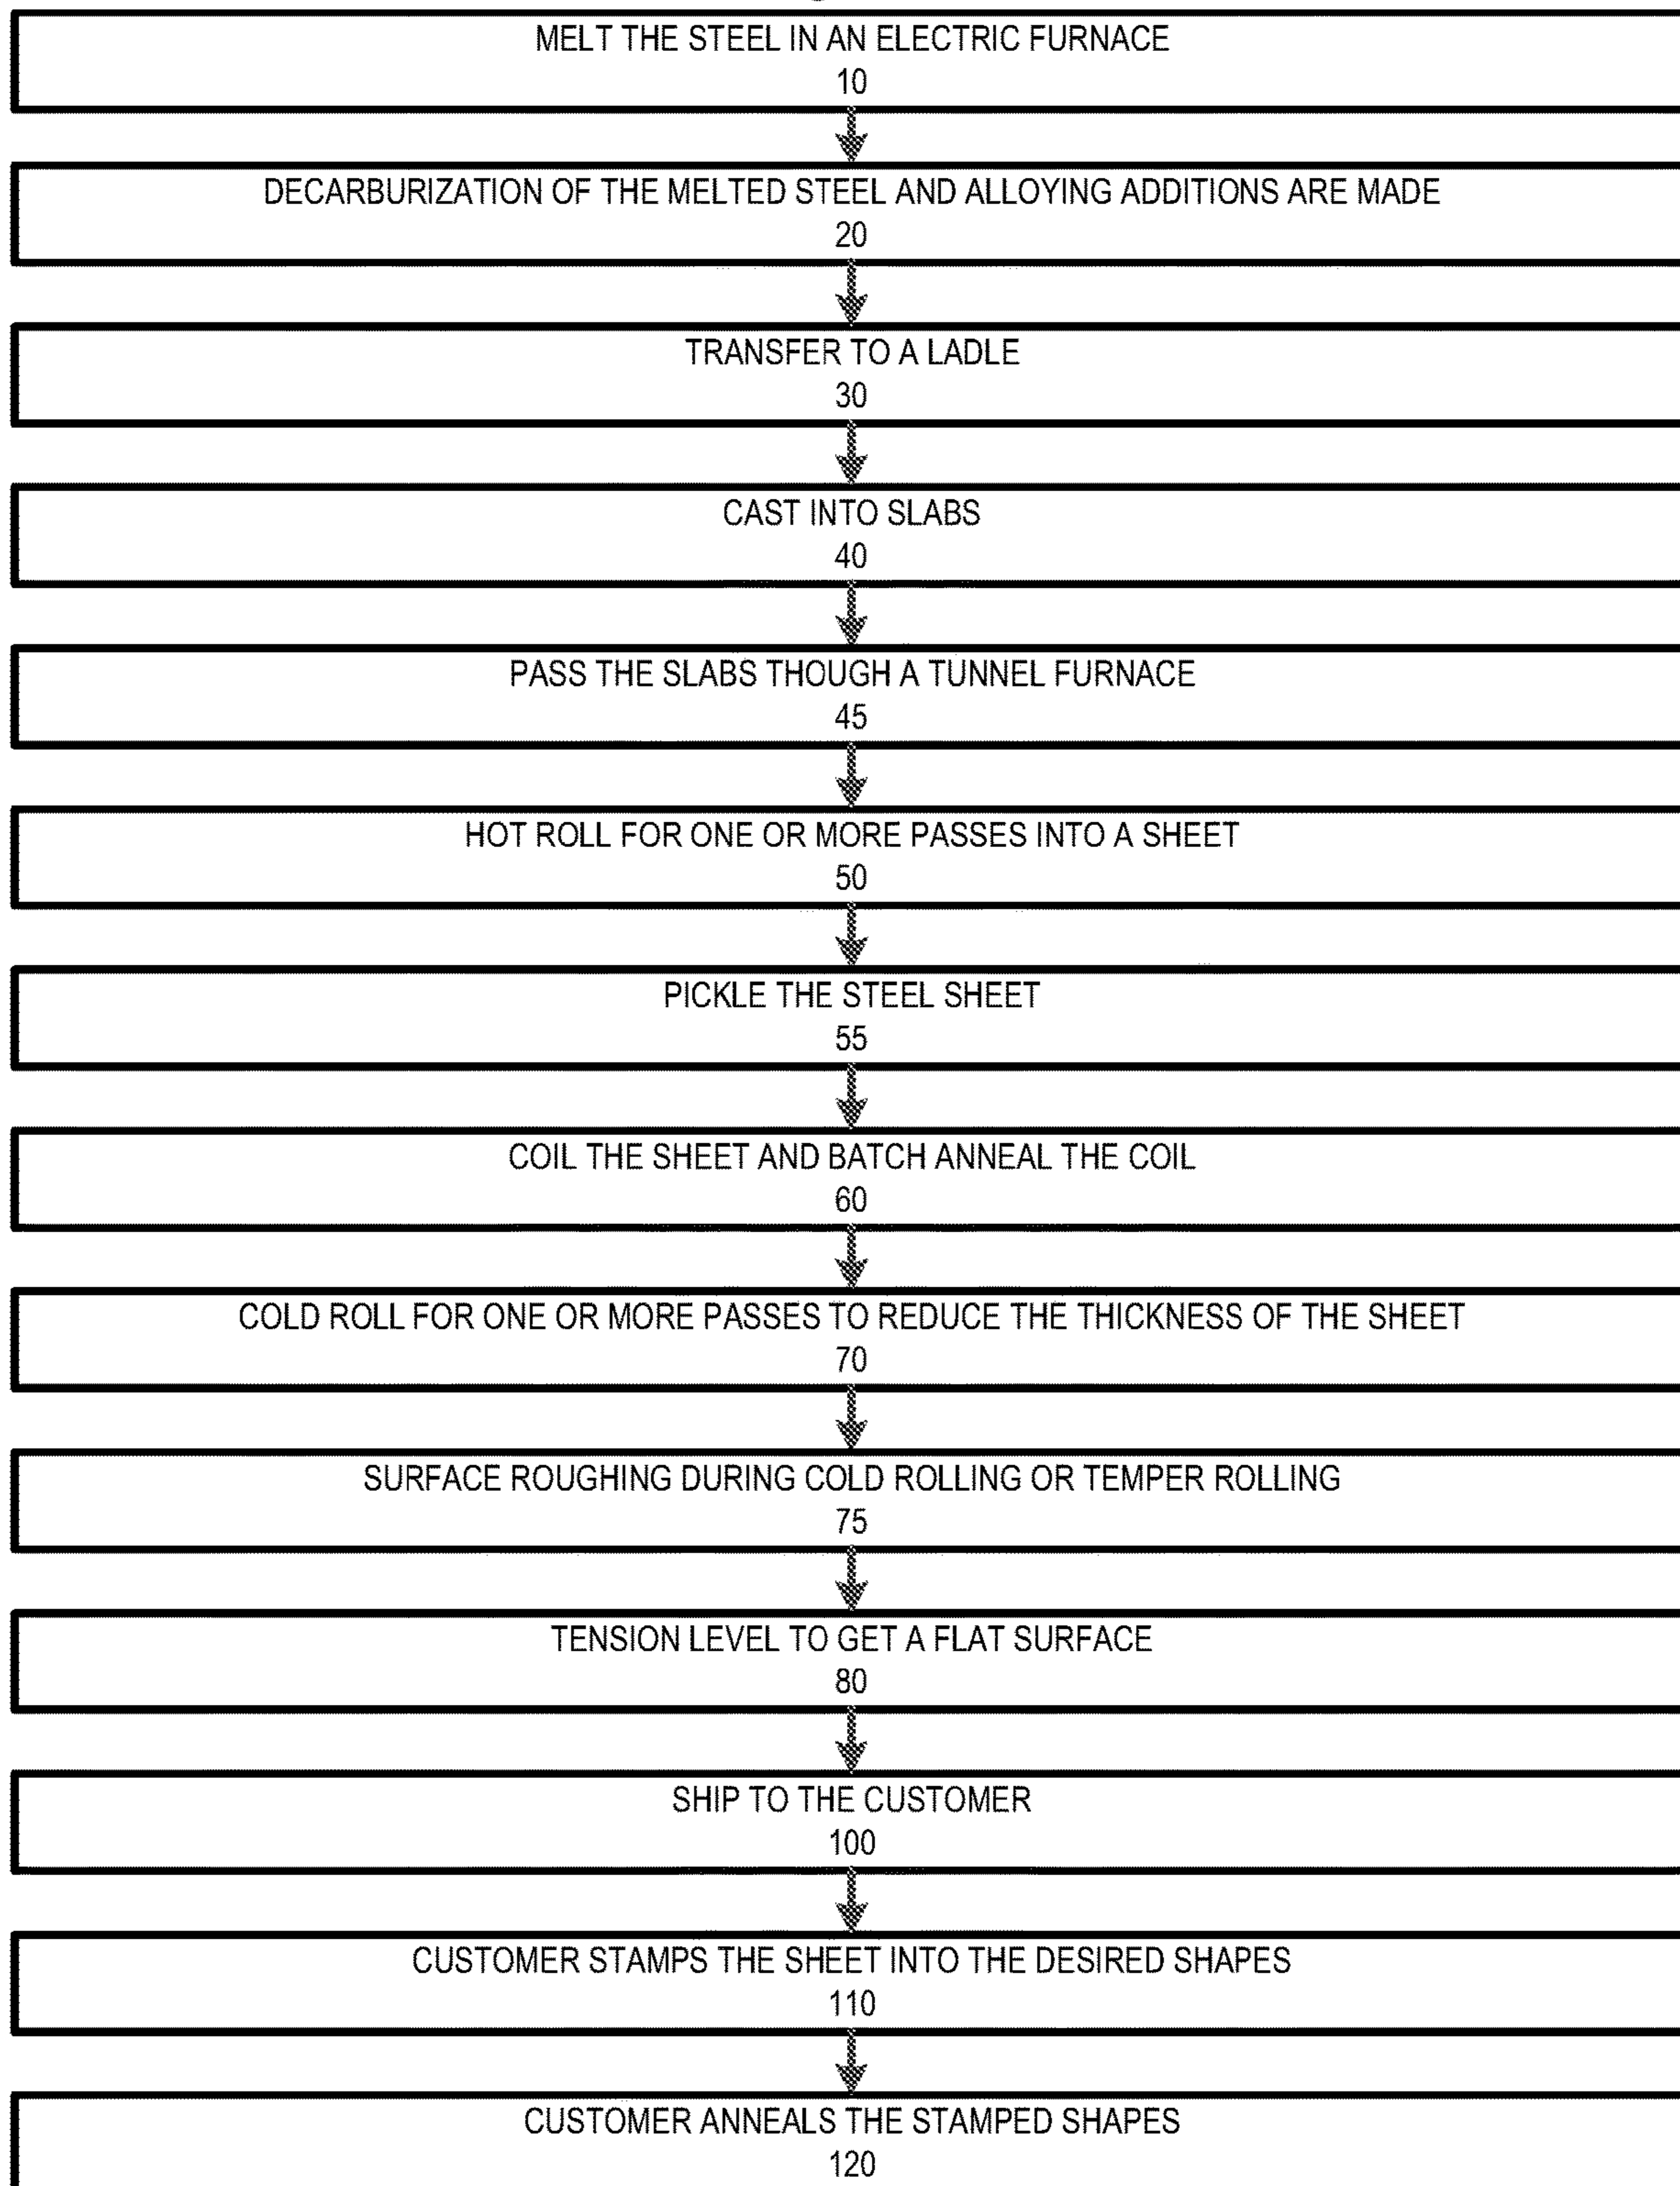 MELT THE STEEL IN AN ELECTRIC FURNACE
10
DECARBURIZATION OF THE MELTED STEEL AND ALLOYING ADDITIONS ARE MADE
20
TRANSFER TO A LADLE
30
CAST INTO SLABS
40
PASS THE SLABS THOUGH A TUNNEL FURNACE
45
HOT ROLL FOR ONE OR MORE PASSES INTO A SHEET
50
PICKLE THE STEEL SHEET
55
COIL THE SHEET AND BATCH ANNEAL THE COIL
60
COLD ROLL FOR ONE OR MORE PASSES TO REDUCE THE THICKNESS OF THE SHEET
70
SURFACE ROUGHING DURING COLD ROLLING OR TEMPER ROLLING
75
TENSION LEVEL TO GET A FLAT SURFACE
80
SHIP TO THE CUSTOMER
100
CUSTOMER STAMPS THE SHEET INTO THE DESIRED SHAPES
110
CUSTOMER ANNEALS THE STAMPED SHAPES
120